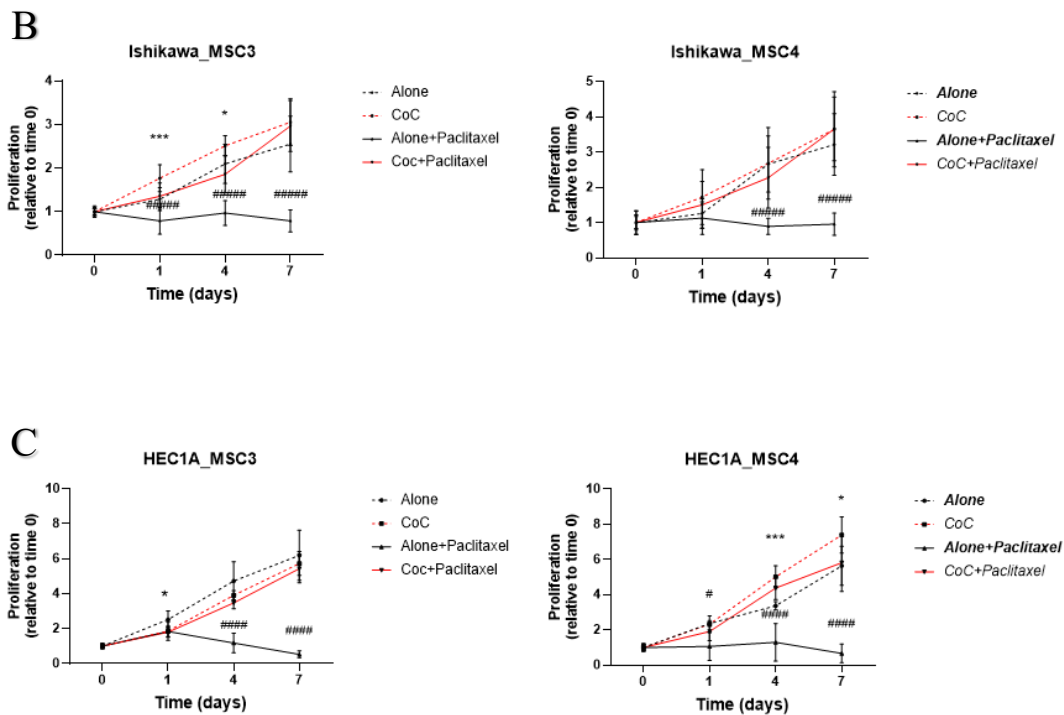 B
Ishikawa_MSC3
Proliferation
(relative to time 0)
4
3
2
1
0
***
*
#####
#####
#####
0 1 4 7
Time (days)
Alone
CoC
Alone+Paclitaxel
Coc+Paclitaxel
Ishikawa_MSC4
Proliferation
(relative to time 0)
5
4
3
2
1
0
#####
#####
0 1 4 7
Time (days)
Alone
CoC
Alone+Paclitaxel
CoC+Paclitaxel
C
HEC1A_MSC3
Proliferation
(relative to time 0)
10
8
6
4
2
0
*
####
####
0 1 4 7
Time (days)
Alone
CoC
Alone+Paclitaxel
Coc+Paclitaxel
HEC1A_MSC4
Proliferation
(relative to time 0)
10
8
6
4
2
0
#
***
*
####
####
0 1 4 7
Time (days)
Alone
CoC
Alone+Paclitaxel
CoC+Paclitaxel